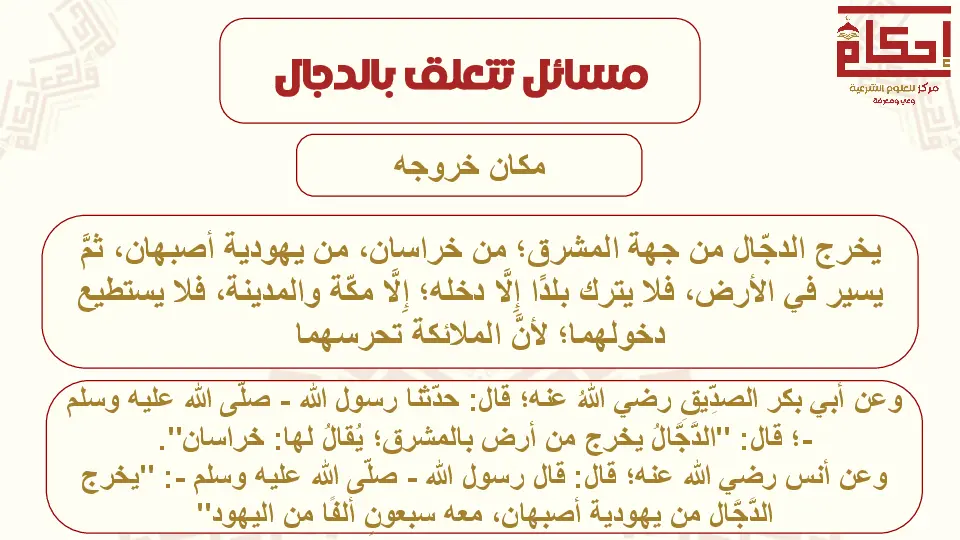 إحكام
مركز للعلوم الشرعية
وعي ومعرفة
مسائل تتعلق بالدجال
مكان خروجه
يخرج الدجّال من جهة المشرق؛ من خراسان، من يهودية أصبهان، ثمَّ
يسير في الأرض، فلا يترك بلدًا إلَّا دخله؛ إِلَّا مكّة والمدينة، فلا يستطيع
دخولهما؛ لأنَّ الملائكة تحرسهما
وعن أبي بكر الصدِّيقِ رضي اللهُ عنه؛ قال: حدّثنا رسول الله - صلّى الله عليه وسلم
-؛ قال: "الدَّجَّالُ يخرج من أرض بالمشرق؛ يُقالُ لها: خراسان".
وعن أنس رضي الله عنه؛ قال: قال رسول الله - صلّى الله عليه وسلم -: "يخرج
الدَّجَّال من يهودية أصبهان، معه سبعونِ ألفًا من اليهود"